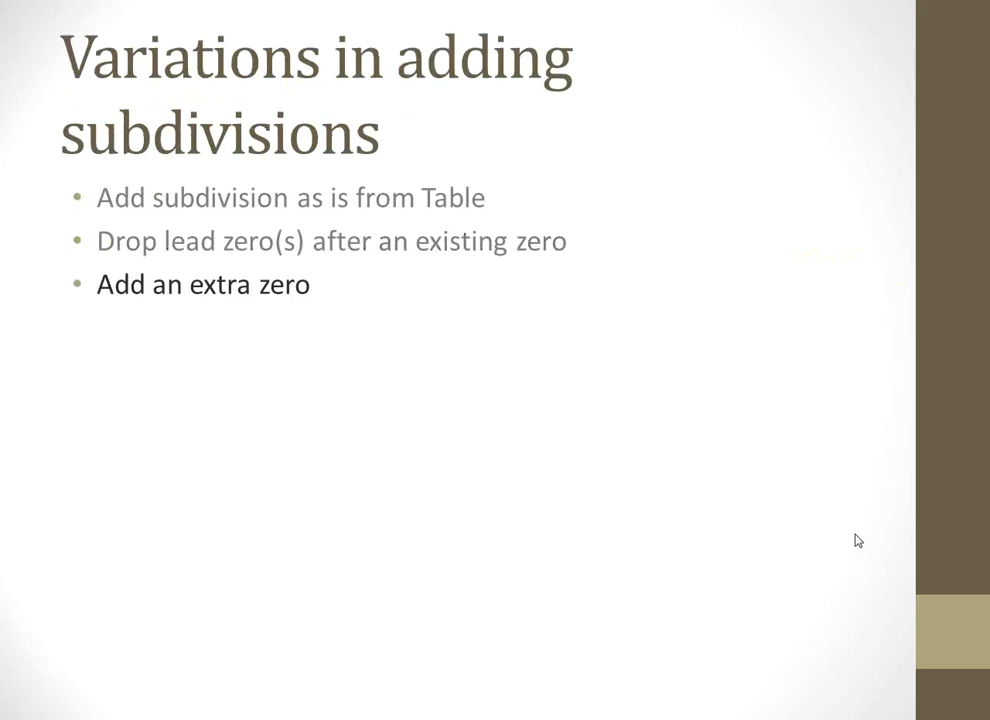 Variations in adding
subdivisions
• Add subdivision as is from Table
• Drop lead zero(s) after an existing zero
• Add an extra zero